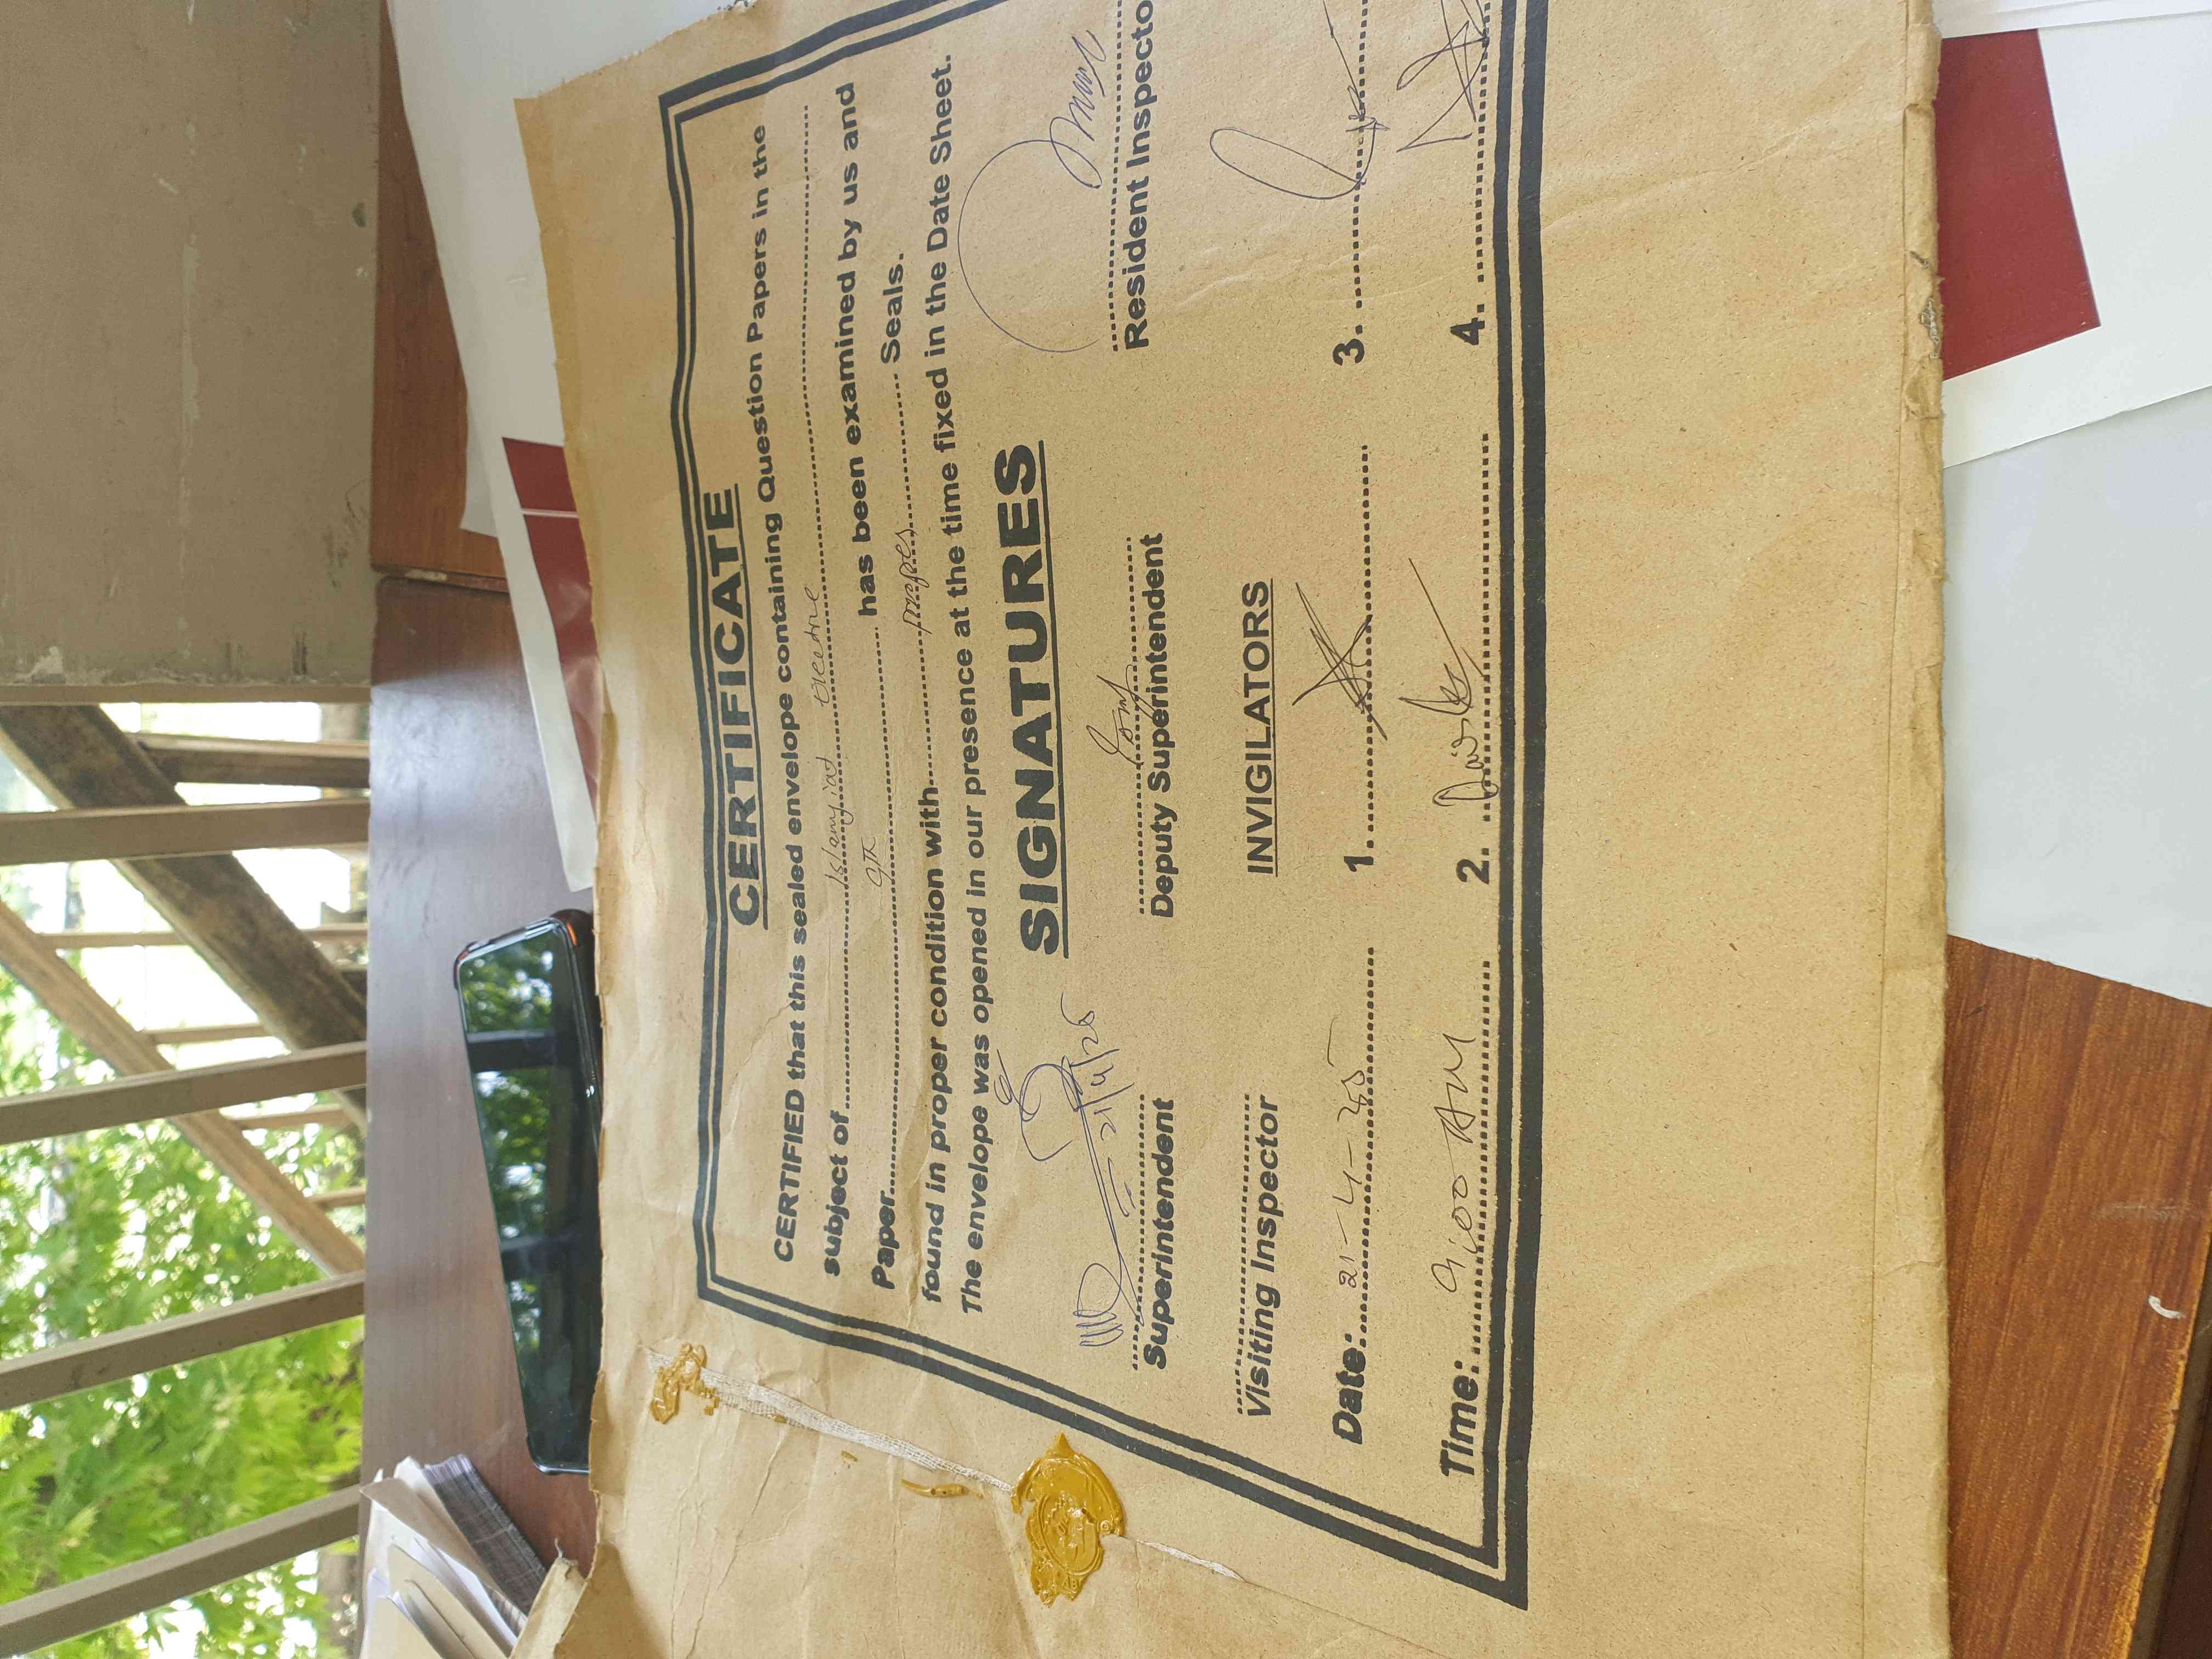 CERTIFICATE
CERTIFIED that this sealed envelope containing Question Papers in the
subject of Islamyiat Elective
Paper 9th has been examined by us and
found in proper condition with proper Seals.
The envelope was opened in our presence at the time fixed in the Date Sheet.
SIGNATURES
21/4/25
Superintendent Deputy Superintendent Resident Inspecto
Visiting Inspector INVIGILATORS
Date: 21-4-25 1. 3.
Time: 9:00 AM 2. 4.